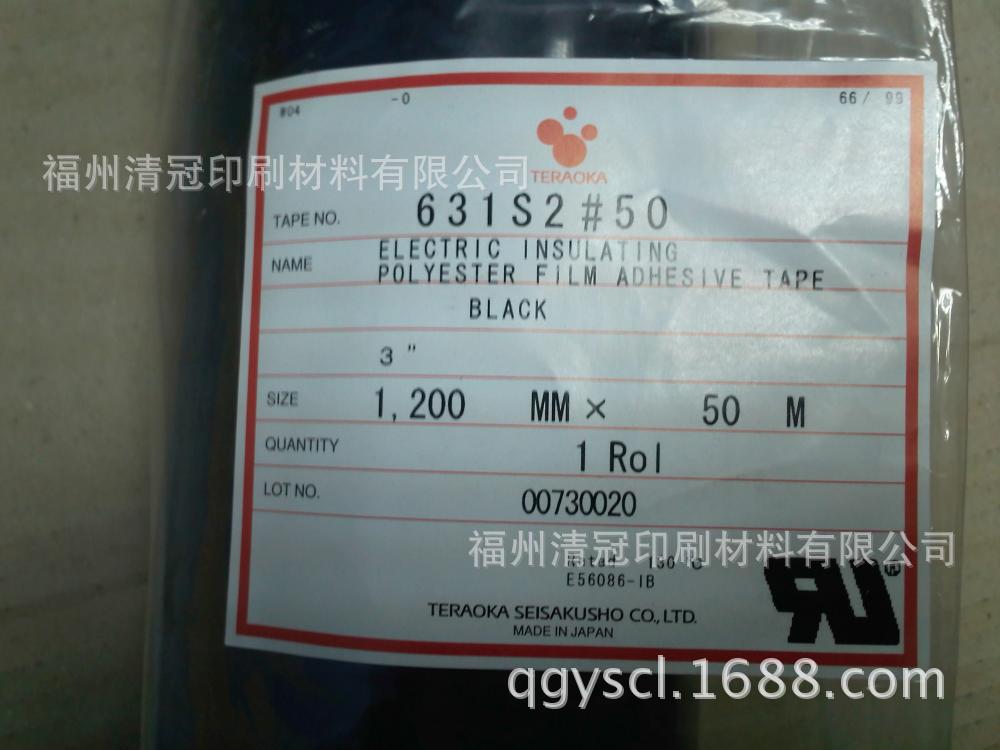 -0
66 / 99
TERAOKA
福州清冠印刷材料有限公司
TAPE NO. 631S2#50
NAME ELECTRIC INSULATING
POLYESTER FILM ADHESIVE TAPE
BLACK
3 "
SIZE 1,200 MM × 50 M
QUANTITY 1 Rol
LOT NO. 00730020
福州清冠印刷材料有限公司
E56086-IB
TERAOKA SEISAKUSHO CO., LTD.
MADE IN JAPAN
qgyscl.1688.com